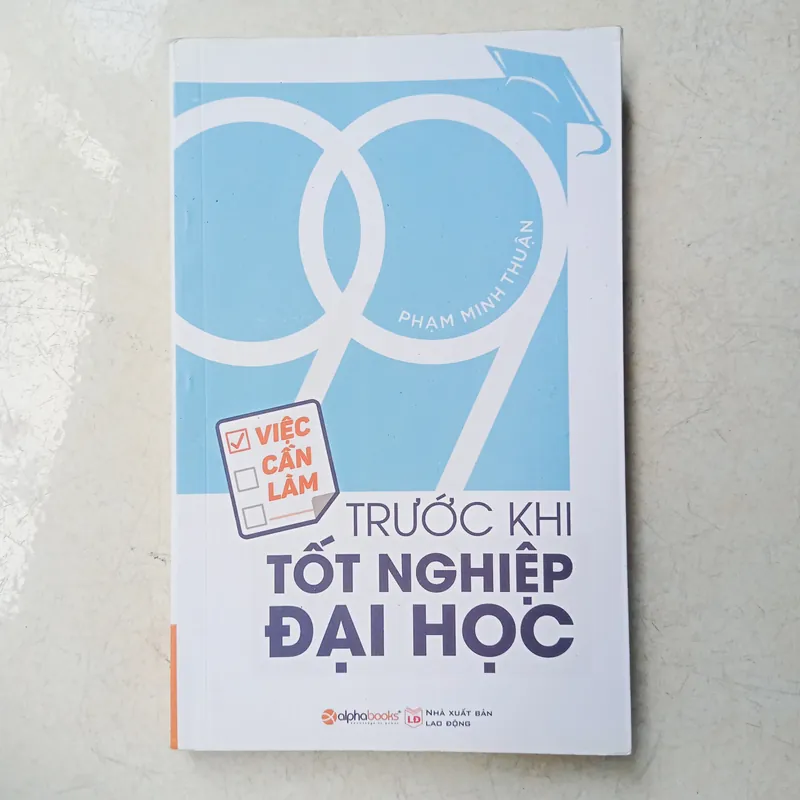 99
PHẠM MINH THUẬN
VIỆC
CẦN
LÀM
TRƯỚC KHI
TỐT NGHIỆP
ĐẠI HỌC
alphabooks®
LĐ
NHÀ XUẤT BẢN
LAO ĐỘNG